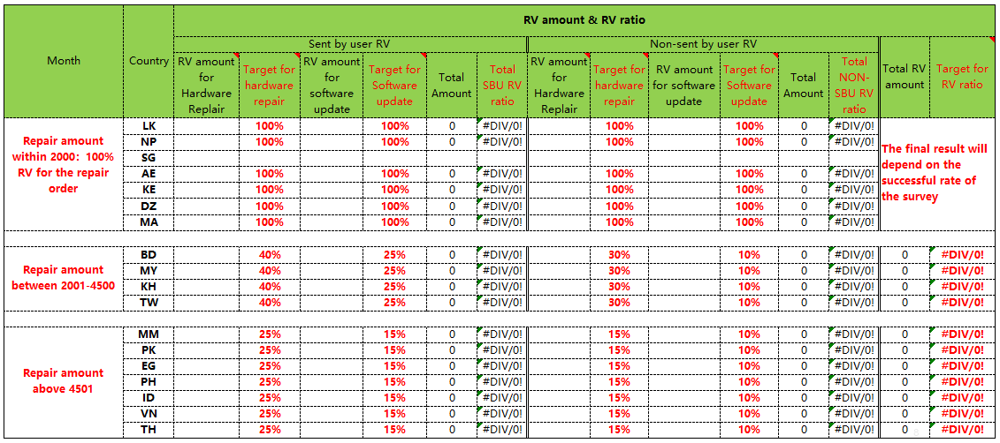 RV amount & RV ratio
Month
Country
Sent by user RV
Non-sent by user RV
RV amount
for
Hardware
Replair
Target for
hardware
repair
RV amount
for
software
update
Target for
Software
update
Total
Amount
Total
SBU RV
ratio
RV amount
for
Hardware
Replair
Target for
hardware
repair
RV amount
for software
update
Target for
Software
update
Total
Amount
Total
NON-
SBU RV
ratio
Total RV
amount
Target for
RV ratio
Repair amount
within 2000：100%
RV for the repair
order
LK 100% 100% 0 #DIV/0! 100% 100% 0 #DIV/0!
NP 100% 100% 0 #DIV/0! 100% 100% 0 #DIV/0!
SG
AE 100% 100% 0 #DIV/0! 100% 100% 0 #DIV/0!
KE 100% 100% 0 #DIV/0! 100% 100% 0 #DIV/0!
DZ 100% 100% 0 #DIV/0! 100% 100% 0 #DIV/0!
MA 100% 100% 0 #DIV/0! 100% 100% 0 #DIV/0!
The final result will
depend on the
successful rate of
the survey
Repair amount
between 2001-4500
BD 40% 25% 0 #DIV/0! 30% 10% 0 #DIV/0! 0 #DIV/0!
MY 40% 25% 0 #DIV/0! 30% 10% 0 #DIV/0! 0 #DIV/0!
KH 40% 25% 0 #DIV/0! 30% 10% 0 #DIV/0! 0 #DIV/0!
TW 40% 25% 0 #DIV/0! 30% 10% 0 #DIV/0! 0 #DIV/0!
Repair amount
above 4501
MM 25% 15% 0 #DIV/0! 15% 10% 0 #DIV/0! 0 #DIV/0!
PK 25% 15% 0 #DIV/0! 15% 10% 0 #DIV/0! 0 #DIV/0!
EG 25% 15% 0 #DIV/0! 15% 10% 0 #DIV/0! 0 #DIV/0!
PH 25% 15% 0 #DIV/0! 15% 10% 0 #DIV/0! 0 #DIV/0!
ID 25% 15% 0 #DIV/0! 15% 10% 0 #DIV/0! 0 #DIV/0!
VN 25% 15% 0 #DIV/0! 15% 10% 0 #DIV/0! 0 #DIV/0!
TH 25% 15% 0 #DIV/0! 15% 10% 0 #DIV/0! 0 #DIV/0!